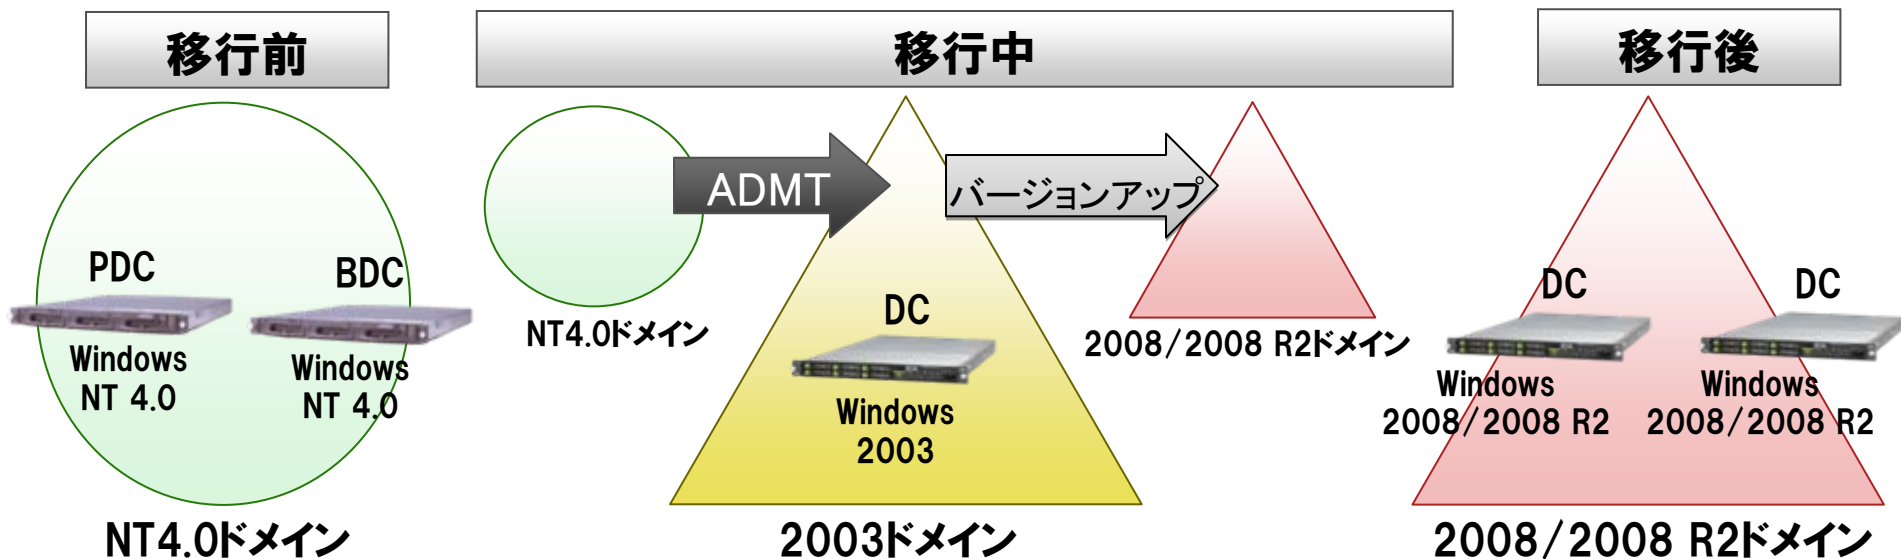 移行前
移行中
移行後
PDC
BDC
Windows
NT 4.0
Windows
NT 4.0
NT4.0ドメイン
ADMT
バージョンアップ
NT4.0ドメイン
DC
Windows
2003
2003ドメイン
2008/2008 R2ドメイン
DC
DC
Windows
2008/2008 R2
Windows
2008/2008 R2
2008/2008 R2ドメイン